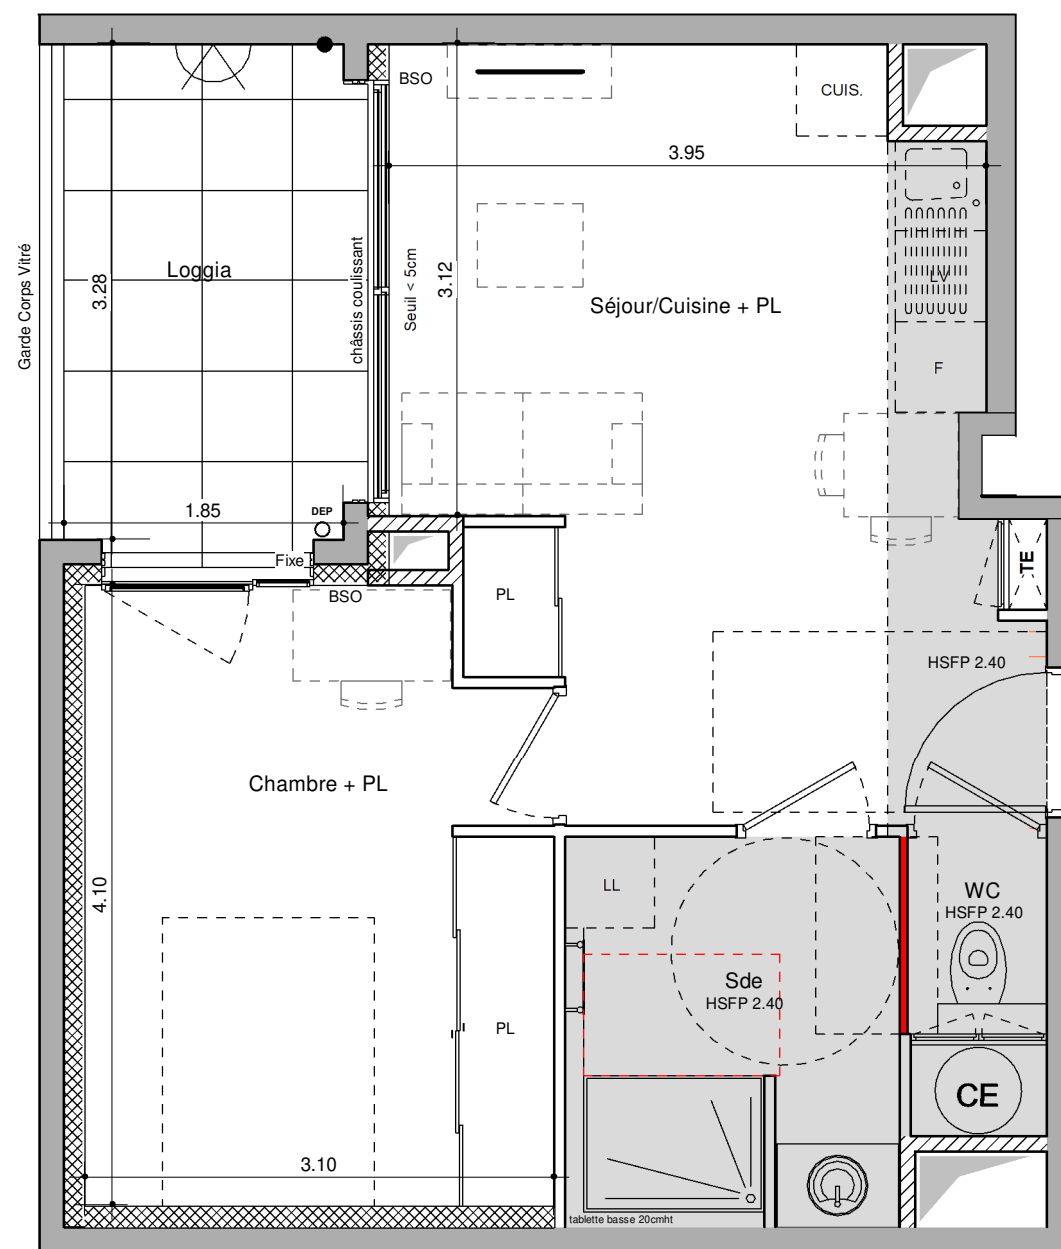 BSO
CUIS.
3.95
Garde Corps Vitré
3.28
Loggia
châssis coulissant
Seuil < 5cm
3.12
Séjour/Cuisine + PL
LV
F
1.85
DEP
Fixe
BSO
PL
TE
HSFP 2.40
Chambre + PL
4.10
LL
WC
HSFP 2.40
Sde
HSFP 2.40
PL
CE
3.10
tablette basse 20cmht